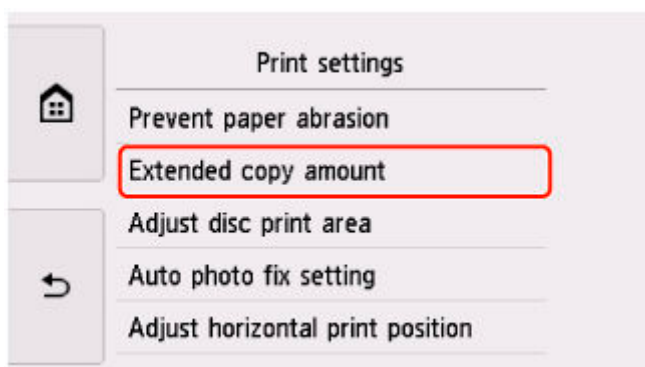 Print settings
Prevent paper abrasion
Extended copy amount
Adjust disc print area
Auto photo fix setting
Adjust horizontal print position